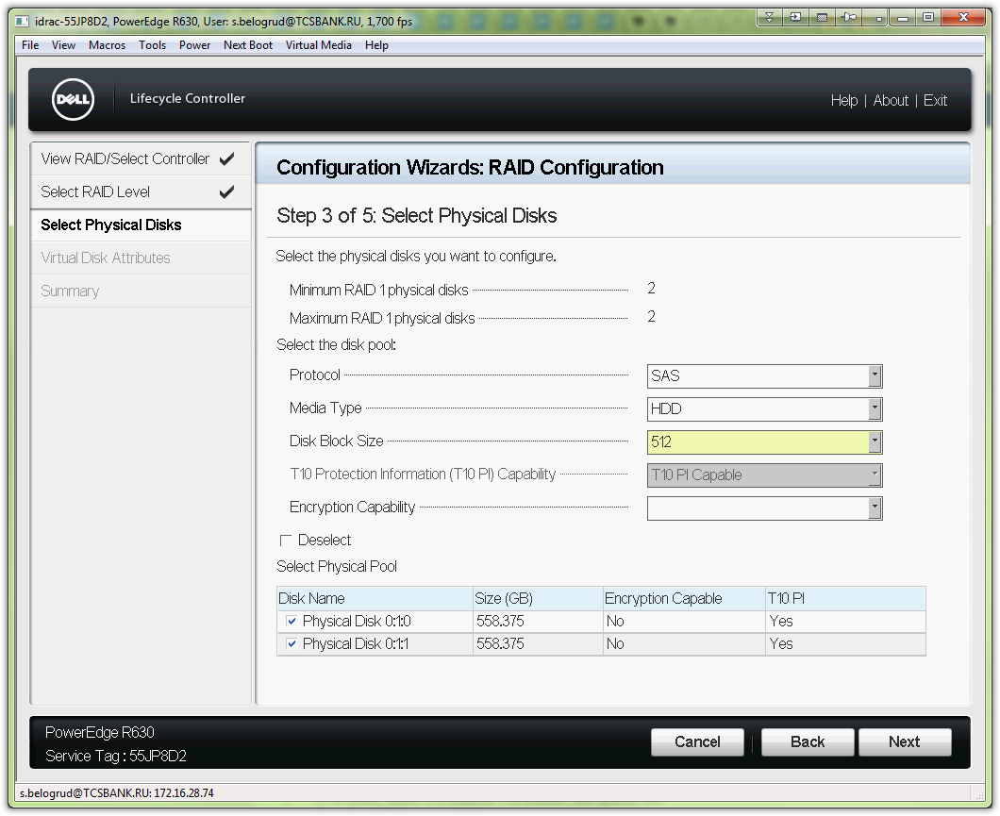 idrac-55JP8D2, PowerEdge R630, User: s.belogrud@TCSBANK.RU, 1,700 fps
File View Macros Tools Power Next Boot Virtual Media Help
DELL
Lifecycle Controller
Help | About | Exit
View RAID/Select Controller
Select RAID Level
Select Physical Disks
Virtual Disk Attributes
Summary
Configuration Wizards: RAID Configuration
Step 3 of 5: Select Physical Disks
Select the physical disks you want to configure.
Minimum RAID 1 physical disks 2
Maximum RAID 1 physical disks 2
Select the disk pool:
Protocol SAS
Media Type HDD
Disk Block Size 512
T10 Protection Information (T10 PI) Capability T10 PI Capable
Encryption Capability
Deselect
Select Physical Pool
Disk Name Size (GB) Encryption Capable T10 PI
Physical Disk 0:1:0 558.375 No Yes
Physical Disk 0:1:1 558.375 No Yes
PowerEdge R630
Service Tag : 55JP8D2
Cancel Back Next
s.belogrud@TCSBANK.RU: 172.16.28.74